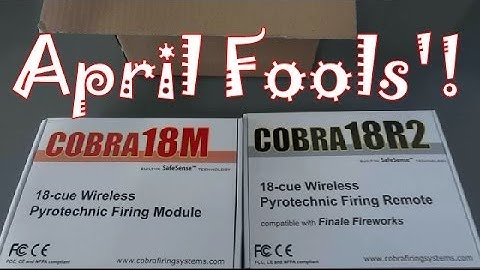 April Fools'!
COBRA18M
BUILT-IN SafeSense™ TECHNOLOGY
18-cue Wireless
Pyrotechnic Firing Module
FC CE
FCC, CE and NFPA compliant
www.cobrafiringsystems.com
COBRA18R2
BUILT-IN SafeSense™ TECHNOLOGY
18-cue Wireless
Pyrotechnic Firing Remote
compatible with Finale Fireworks
FC CE
FCC, CE and NFPA compliant
www.cobrafiringsystems.com